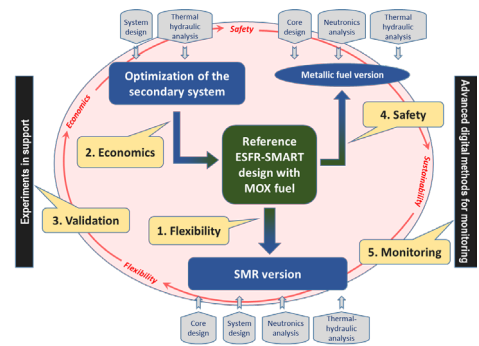 System
design
Thermal
hydraulic
analysis
Safety
Core
design
Neutronics
analysis
Thermal
hydraulic
analysis
Optimization of the
secondary system
Metallic fuel version
Economics
4. Safety
2. Economics
Reference
ESFR-SMART
design with
MOX fuel
Experiments in support
Advanced digital methods for monitoring
Sustainability
3. Validation
1. Flexibility
5. Monitoring
Flexibility
SMR version
Core
design
System
design
Neutronics
analysis
Thermal-
hydraulic
analysis